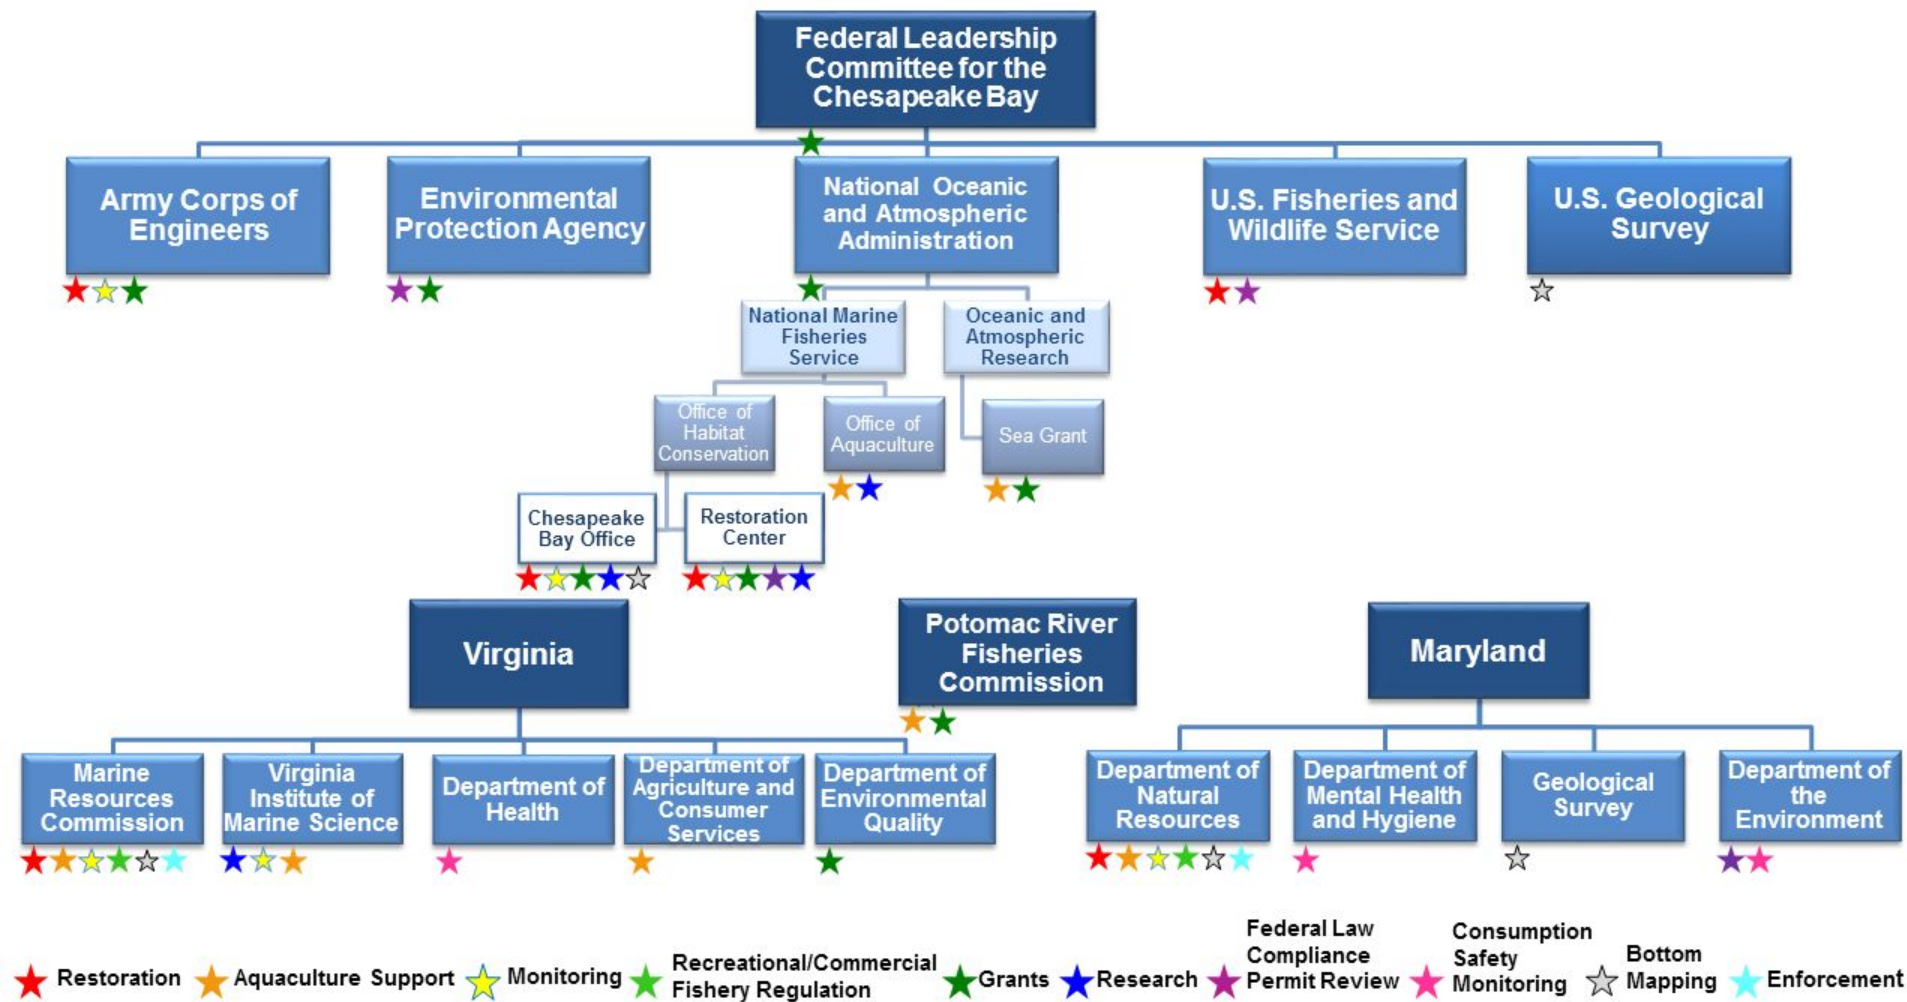 Federal Leadership
Committee for the
Chesapeake Bay
Army Corps of
Engineers
Environmental
Protection Agency
National Oceanic
and Atmospheric
Administration
U.S. Fisheries and
Wildlife Service
U.S. Geological
Survey
National Marine
Fisheries
Service
Oceanic and
Atmospheric
Research
Office of
Habitat
Conservation
Office of
Aquaculture
Sea Grant
Chesapeake
Bay Office
Restoration
Center
Virginia
Potomac River
Fisheries
Commission
Maryland
Marine
Resources
Commission
Virginia
Institute of
Marine Science
Department of
Health
Department of
Agriculture and
Consumer
Services
Department of
Environmental
Quality
Department of
Natural
Resources
Department of
Mental Health
and Hygiene
Geological
Survey
Department of
the
Environment
Restoration
Aquaculture Support
Monitoring
Recreational/Commercial
Fishery Regulation
Grants
Research
Federal Law
Compliance
Permit Review
Consumption
Safety
Monitoring
Bottom
Mapping
Enforcement